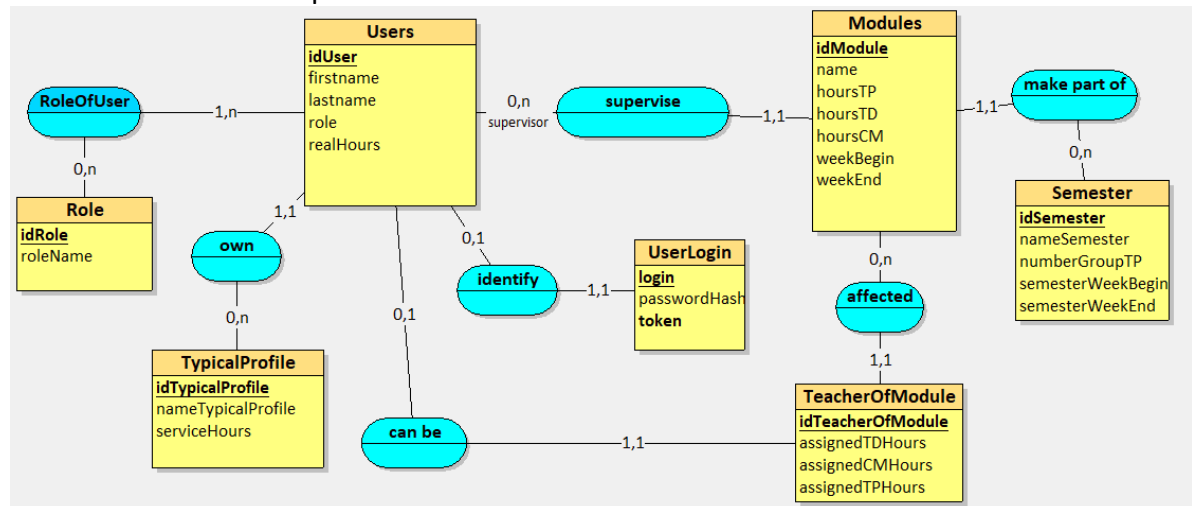 Users
idUser
firstname
lastname
role
realHours
Modules
idModule
name
hoursTP
hoursTD
hoursCM
weekBegin
weekEnd
RoleOfUser
1,n
0,n
supervisor
supervise
1,1
1,1
make part of
0,n
0,n
Role
idRole
roleName
1,1
own
0,n
TypicalProfile
idTypicalProfile
nameTypicalProfile
serviceHours
0,1
identify
1,1
UserLogin
login
passwordHash
token
Semester
idSemester
nameSemester
numberGroupTP
semesterWeekBegin
semesterWeekEnd
0,n
affected
1,1
0,1
can be
1,1
TeacherOfModule
idTeacherOfModule
assignedTDHours
assignedCMHours
assignedTPHours